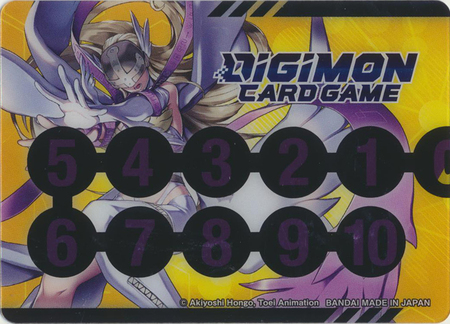 DIGIMON
CARD GAME
5 4 3 2 1 0
6 7 8 9 10
© Akiyoshi Hongo, Toei Animation BANDAI MADE IN JAPAN